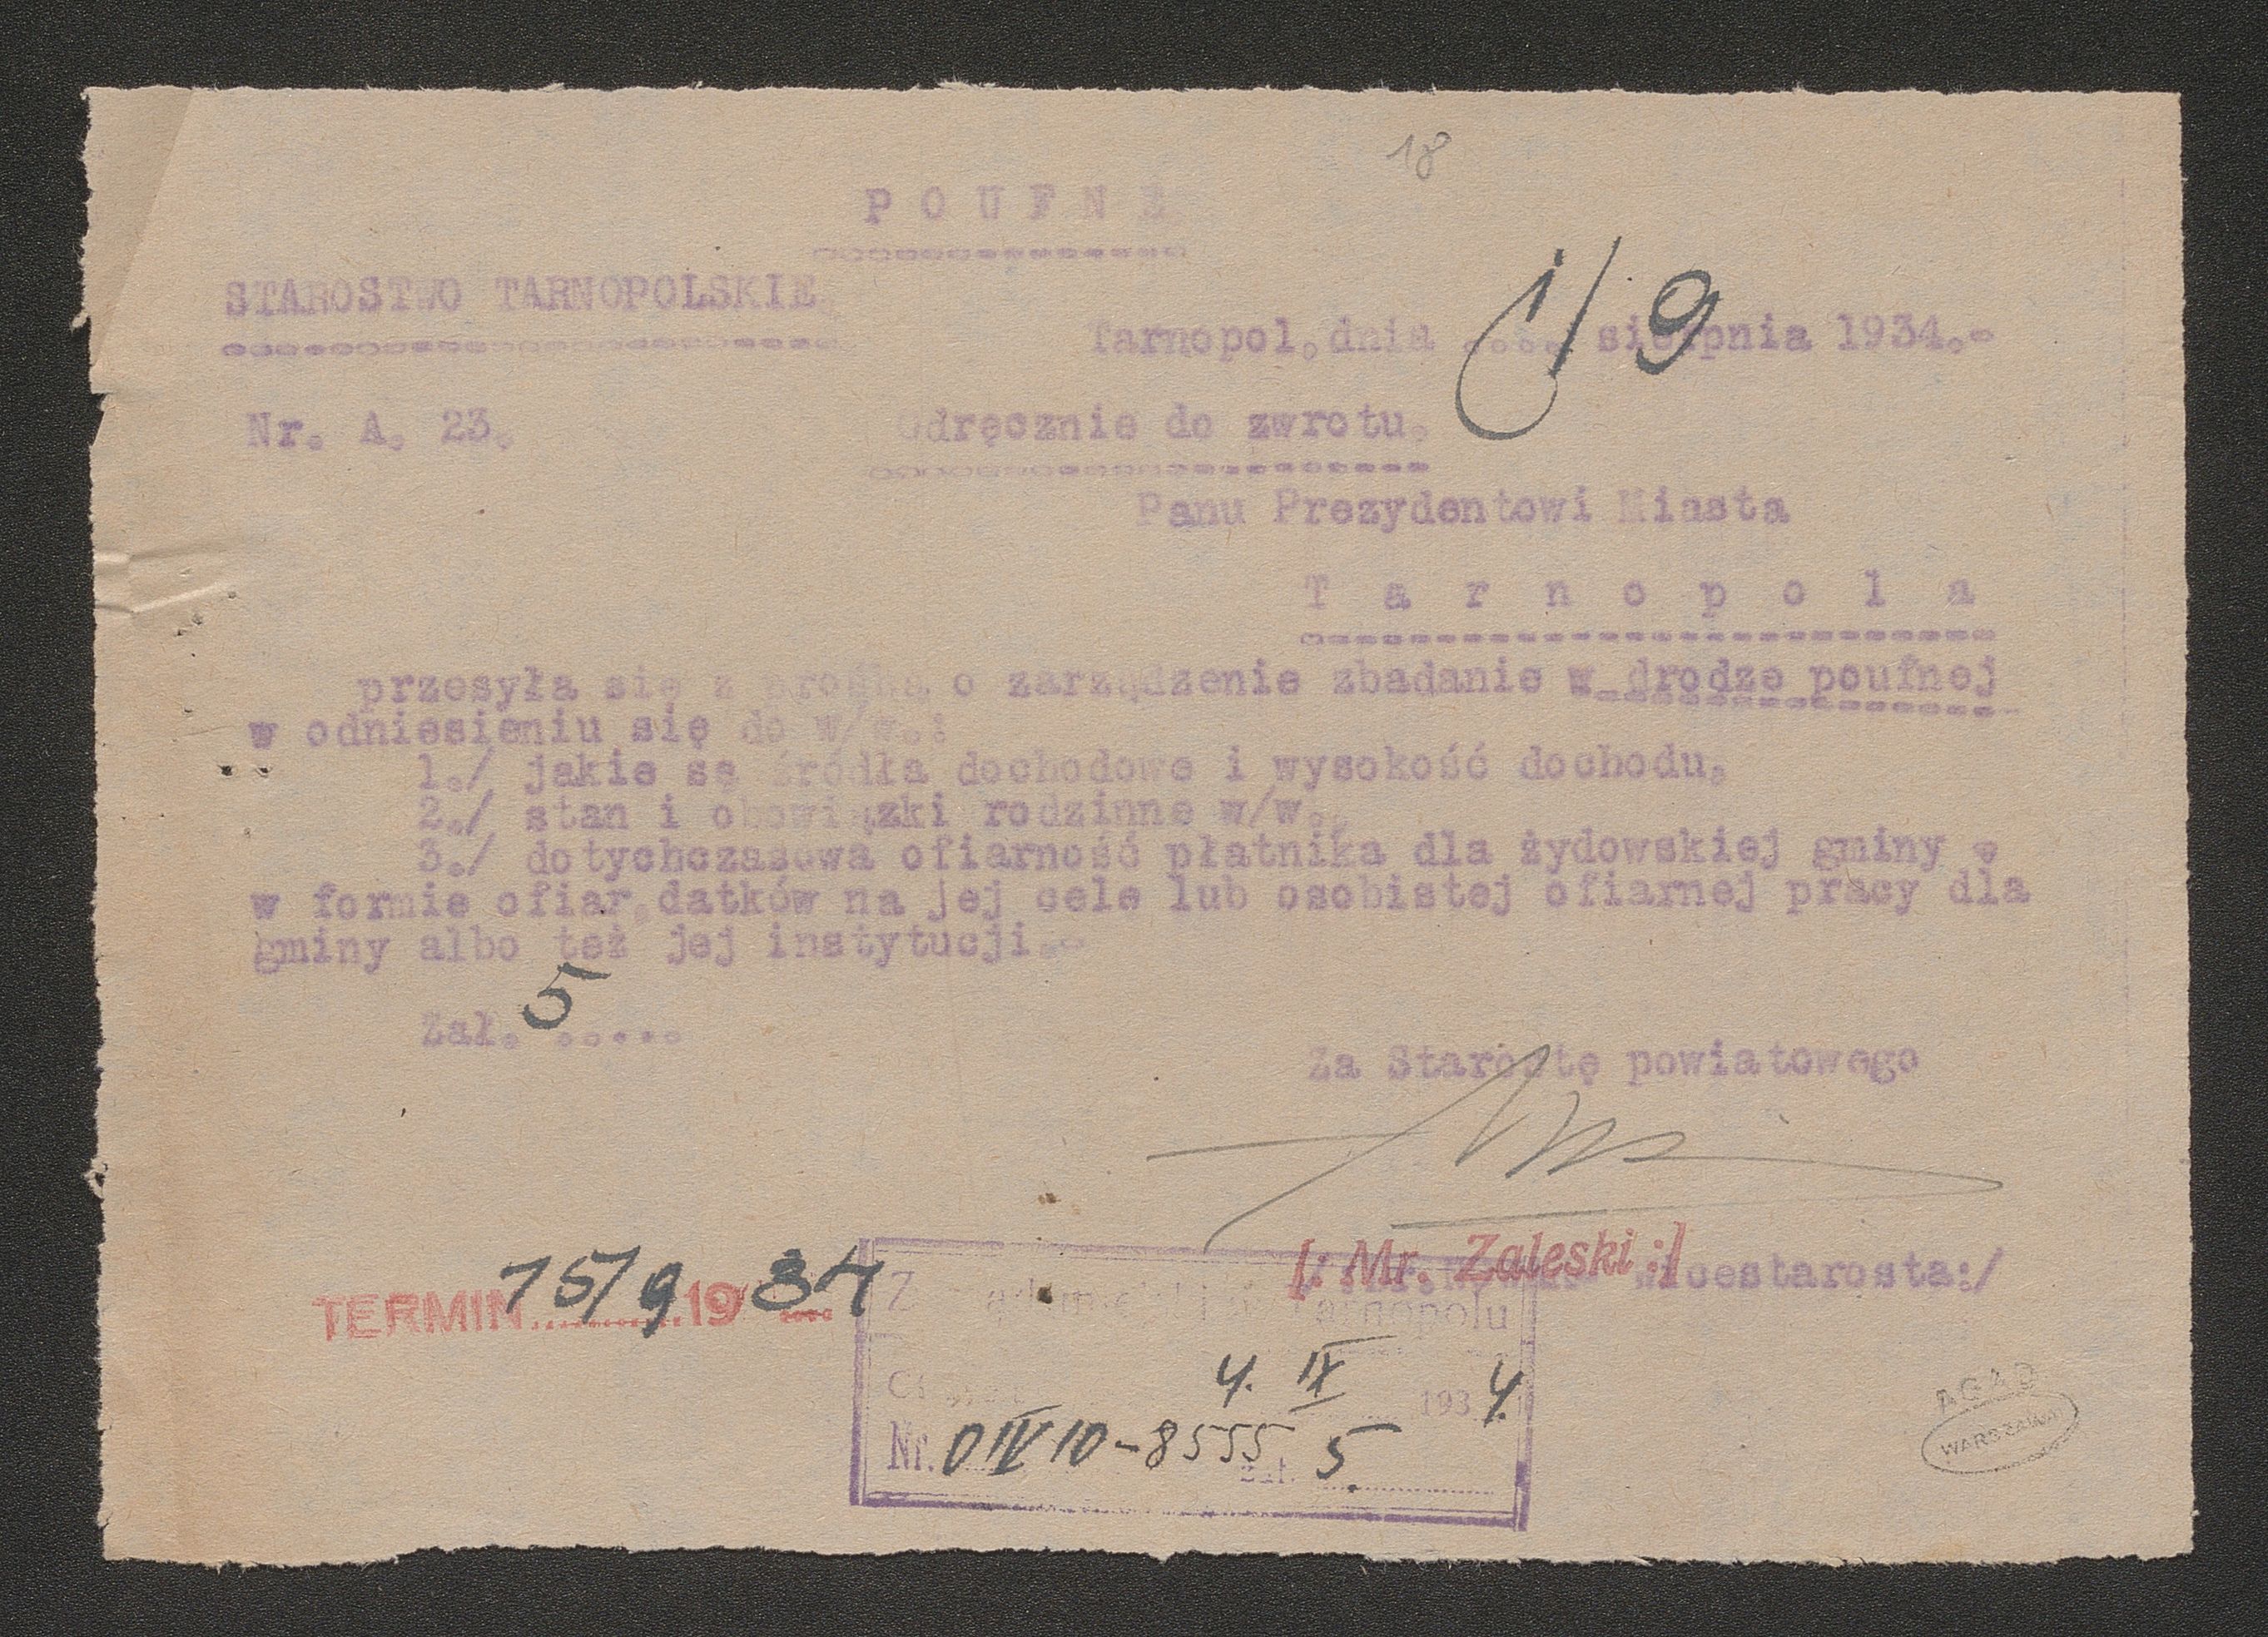 18
P O U F N E
STAROSTWO TARNOPOLSKIE
Tarnopol.dnia ..... sierpnia 1934.-
1/9
Nr. A. 23.
Odręcznie do zwrotu.
Panu Prezydentowi Miasta
T a r n o p o l a
przesyła się z prośbą o zarządzenie zbadanie w drodze poufnej
w odniesieniu się do w/w.:
1./ jakie są źródła dochodowe i wysokość dochodu.
2./ stan i obowiązki rodzinne w/w.
3./ dotychczasowa ofiarność płatnika dla żydowskiej gminy
w formie ofiar.datków na jej cele lub osobistej ofiarnej pracy dla
gminy albo też jej instytucji.-
Zał. 5 .....
Za Starostę powiatowego
[: Mr. Zaleski :]
wicestarosta:/
TERMIN 15/9 1934
Tarnopolu
4. IX 1934.
Nr. O IV 10-8555 zał. 5.
AGAD
WARSZAWA